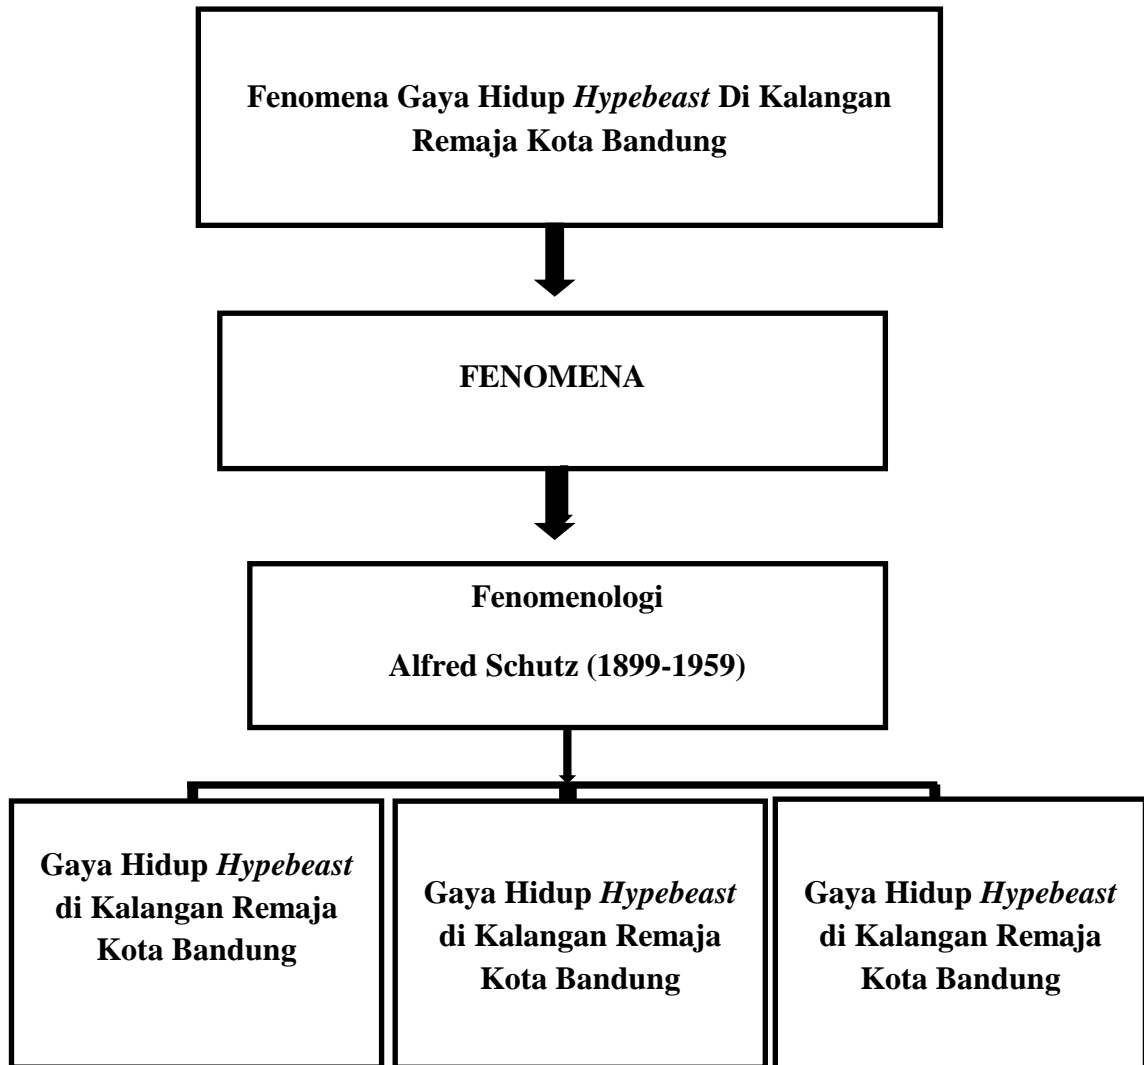 Fenomena Gaya Hidup Hypebeast Di Kalangan
Remaja Kota Bandung
FENOMENA
Fenomenologi
Alfred Schutz (1899-1959)
Gaya Hidup Hypebeast
di Kalangan Remaja
Kota Bandung
Gaya Hidup Hypebeast
di Kalangan Remaja
Kota Bandung
Gaya Hidup Hypebeast
di Kalangan Remaja
Kota Bandung